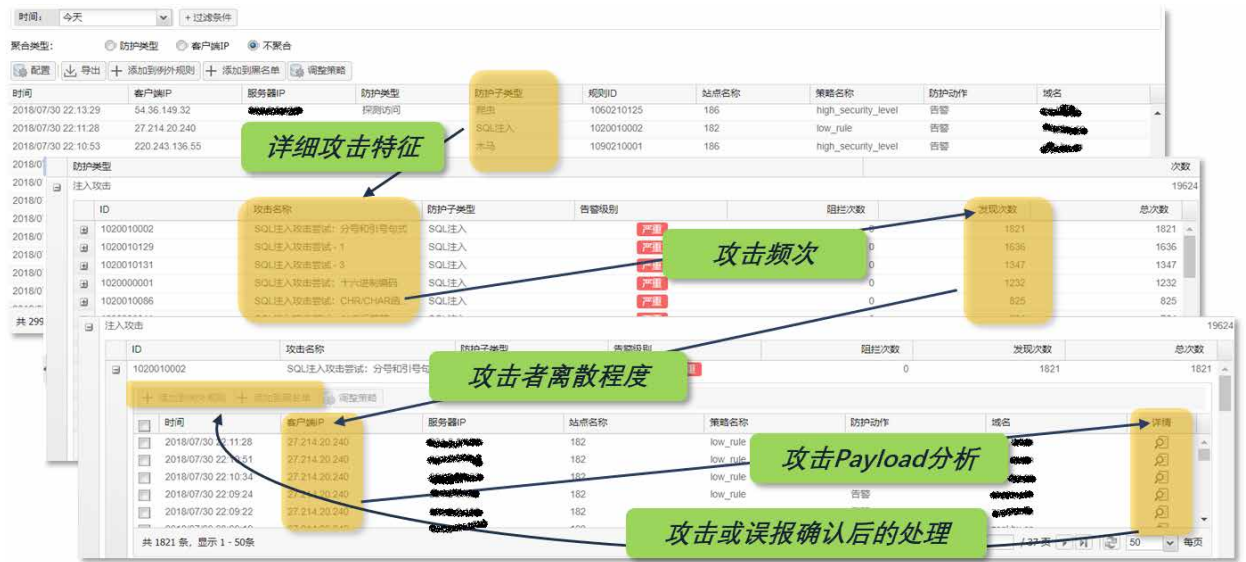 时间： 今天 +过滤条件
聚合类型： 防护类型 客户端IP 不聚合
配置 导出 添加到例外规则 添加到黑名单 调整策略
时间 客户端IP 服务器IP 防护类型 防护子类型 规则ID 站点名称 策略名称 防护动作 域名
2018/07/30 22:13:29 54.36.149.32 探测访问 爬虫 1060210125 186 high_security_level 告警
2018/07/30 22:11:28 27.214.20.240 SQL注入 1020010002 182 low_rule 告警
2018/07/30 22:10:53 220.243.136.55 木马 1090210001 186 high_security_level 告警
详细攻击特征
2018/0
2018/0
2018/0
2018/0
2018/0
2018/0
2018/0
2018/0
共 299
防护类型 次数
注入攻击 19624
ID 攻击名称 防护子类型 告警级别 阻拦次数 发现次数 总次数
1020010002 SQL注入攻击尝试：分号和引号句式 SQL注入 严重 0 1821 1821
1020010129 SQL注入攻击尝试 - 1 SQL注入 严重 0 1636 1636
1020010131 SQL注入攻击尝试 - 3 SQL注入 严重 0 1347 1347
1020000001 SQL注入攻击尝试：十六进制编码 SQL注入 严重 0 1232 1232
1020010086 SQL注入攻击尝试：CHR/CHAR函 SQL注入 严重 0 825 825
攻击频次
注入攻击 19624
ID 攻击名称 防护子类型 告警级别 阻拦次数 发现次数 总次数
1020010002 SQL注入攻击尝试：分号和引号句 0 1821 1821
攻击者离散程度
添加到例外规则 添加到黑名单 调整策略
时间 客户端IP 服务器IP 站点名称 策略名称 防护动作 域名 详情
2018/07/30 22:11:28 27.214.20.240 182 low_rule
2018/07/30 22:10:51 27.214.20.240 182 low_rule
2018/07/30 22:10:34 27.214.20.240 182 low_rule
2018/07/30 22:09:24 27.214.20.240 182 low_rule 告警
2018/07/30 22:09:22 27.214.20.240 182
攻击Payload分析
攻击或误报确认后的处理
共 1821 条，显示 1 - 50条 / 37 页 50 每页